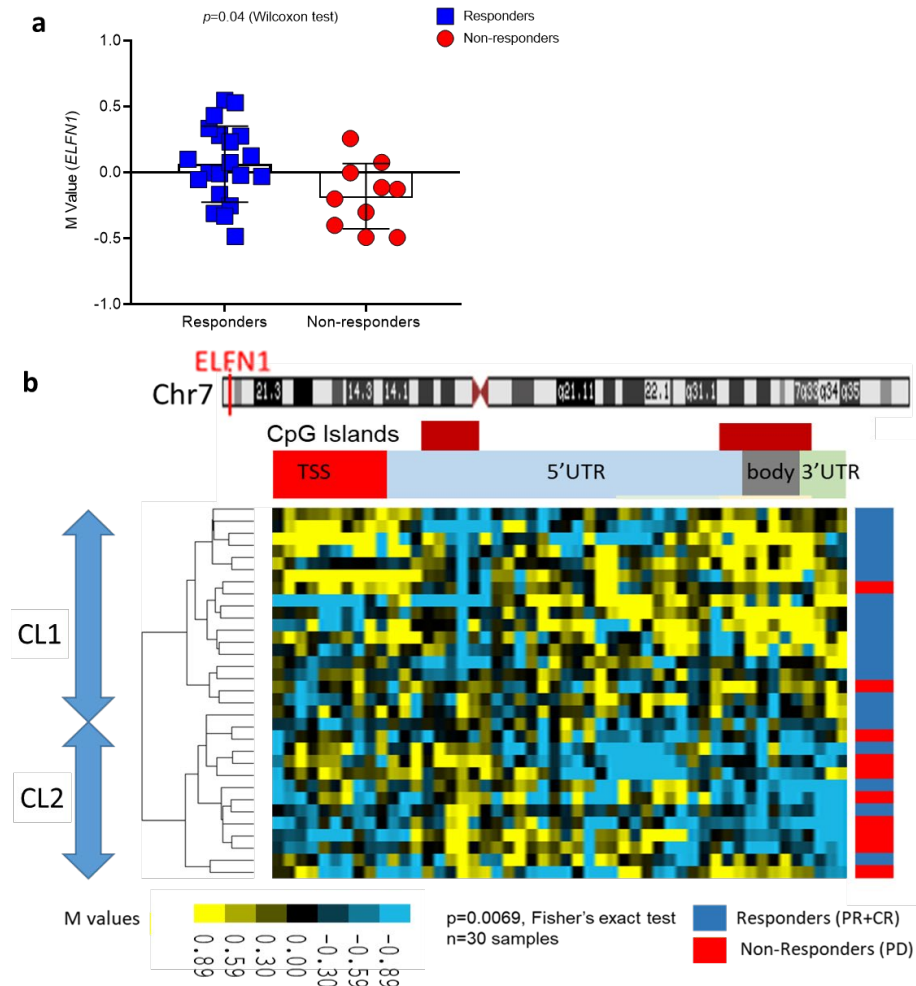 a
p=0.04 (Wilcoxon test)
Responders
Non-responders
M Value (ELFN1)
1.0
0.5
0.0
-0.5
-1.0
Responders
Non-responders
b
ELFN1
Chr7
21.3
14.3
14.1
q21.11
22.1
q31.1
7q33
q34
q35
CpG Islands
TSS
5'UTR
body
3'UTR
CL1
CL2
M values
0.89
0.59
0.30
0.00
-0.30
-0.59
-0.89
p=0.0069, Fisher's exact test
n=30 samples
Responders (PR+CR)
Non-Responders (PD)